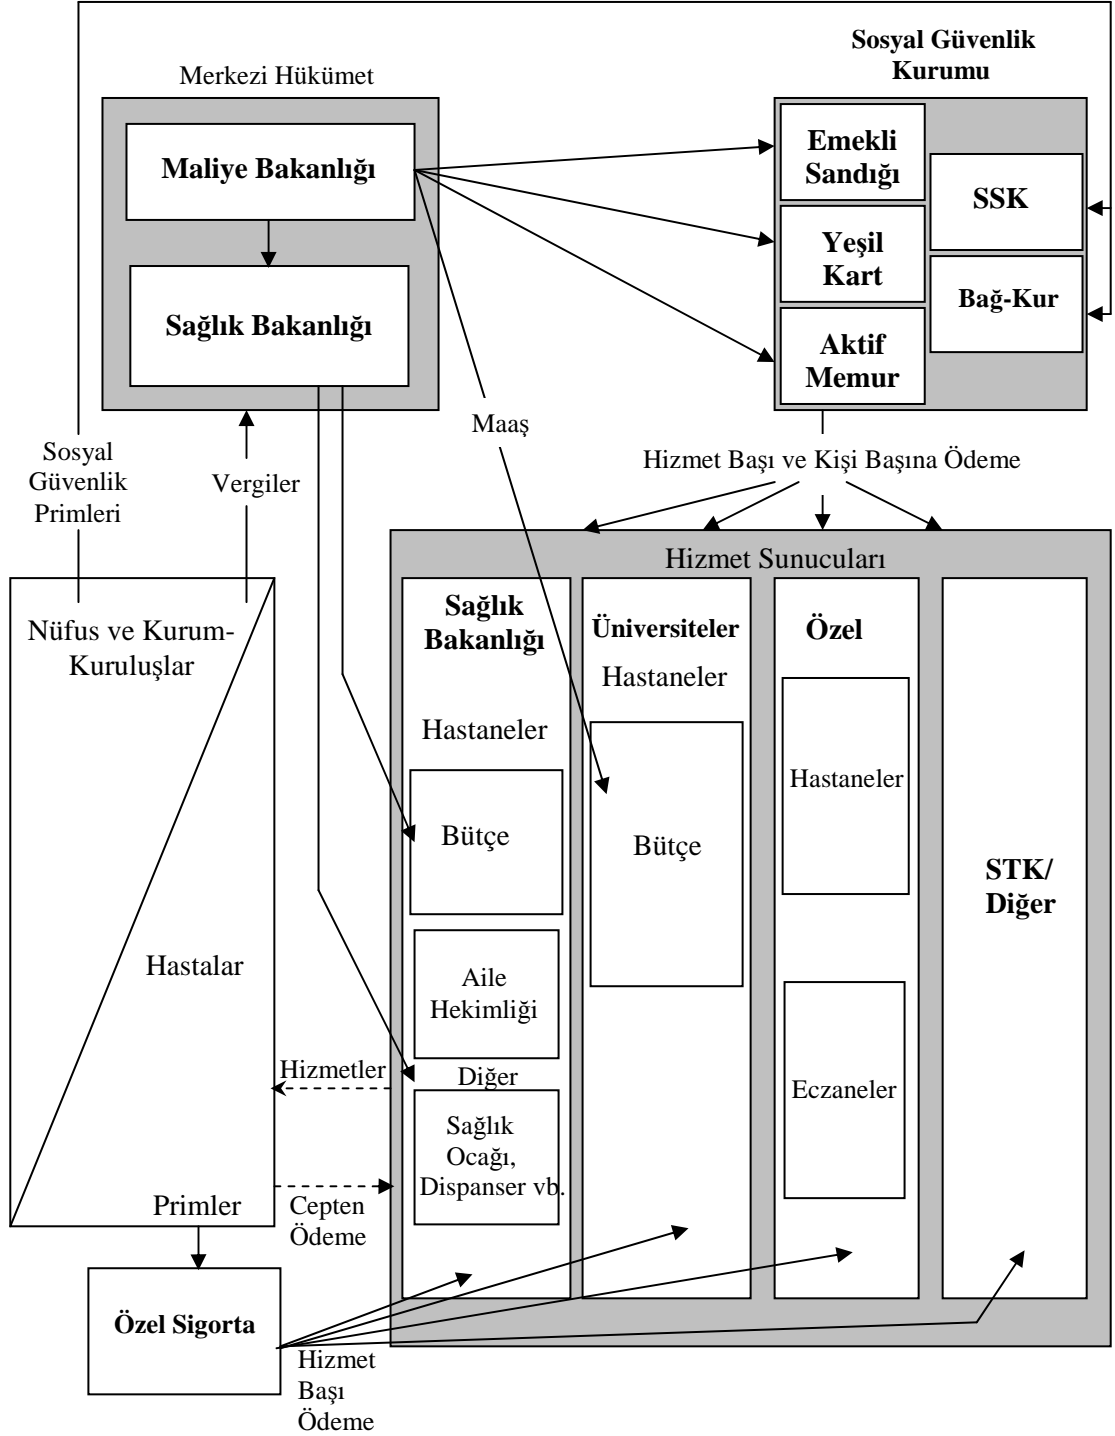 Sosyal Güvenlik
Kurumu
Merkezi Hükümet
Maliye Bakanlığı
Sağlık Bakanlığı
Emekli
Sandığı
Yeşil
Kart
Aktif
Memur
SSK
Bağ-Kur
Maaş
Sosyal
Güvenlik
Primleri
Vergiler
Hizmet Başı ve Kişi Başına Ödeme
Hizmet Sunucuları
Nüfus ve Kurum-
Kuruluşlar
Hastalar
Primler
Sağlık
Bakanlığı
Hastaneler
Bütçe
Aile
Hekimliği
Diğer
Sağlık
Ocağı,
Dispanser vb.
Üniversiteler
Hastaneler
Bütçe
Özel
Hastaneler
Eczaneler
STK/
Diğer
Hizmetler
Cepten
Ödeme
Özel Sigorta
Hizmet
Başı
Ödeme